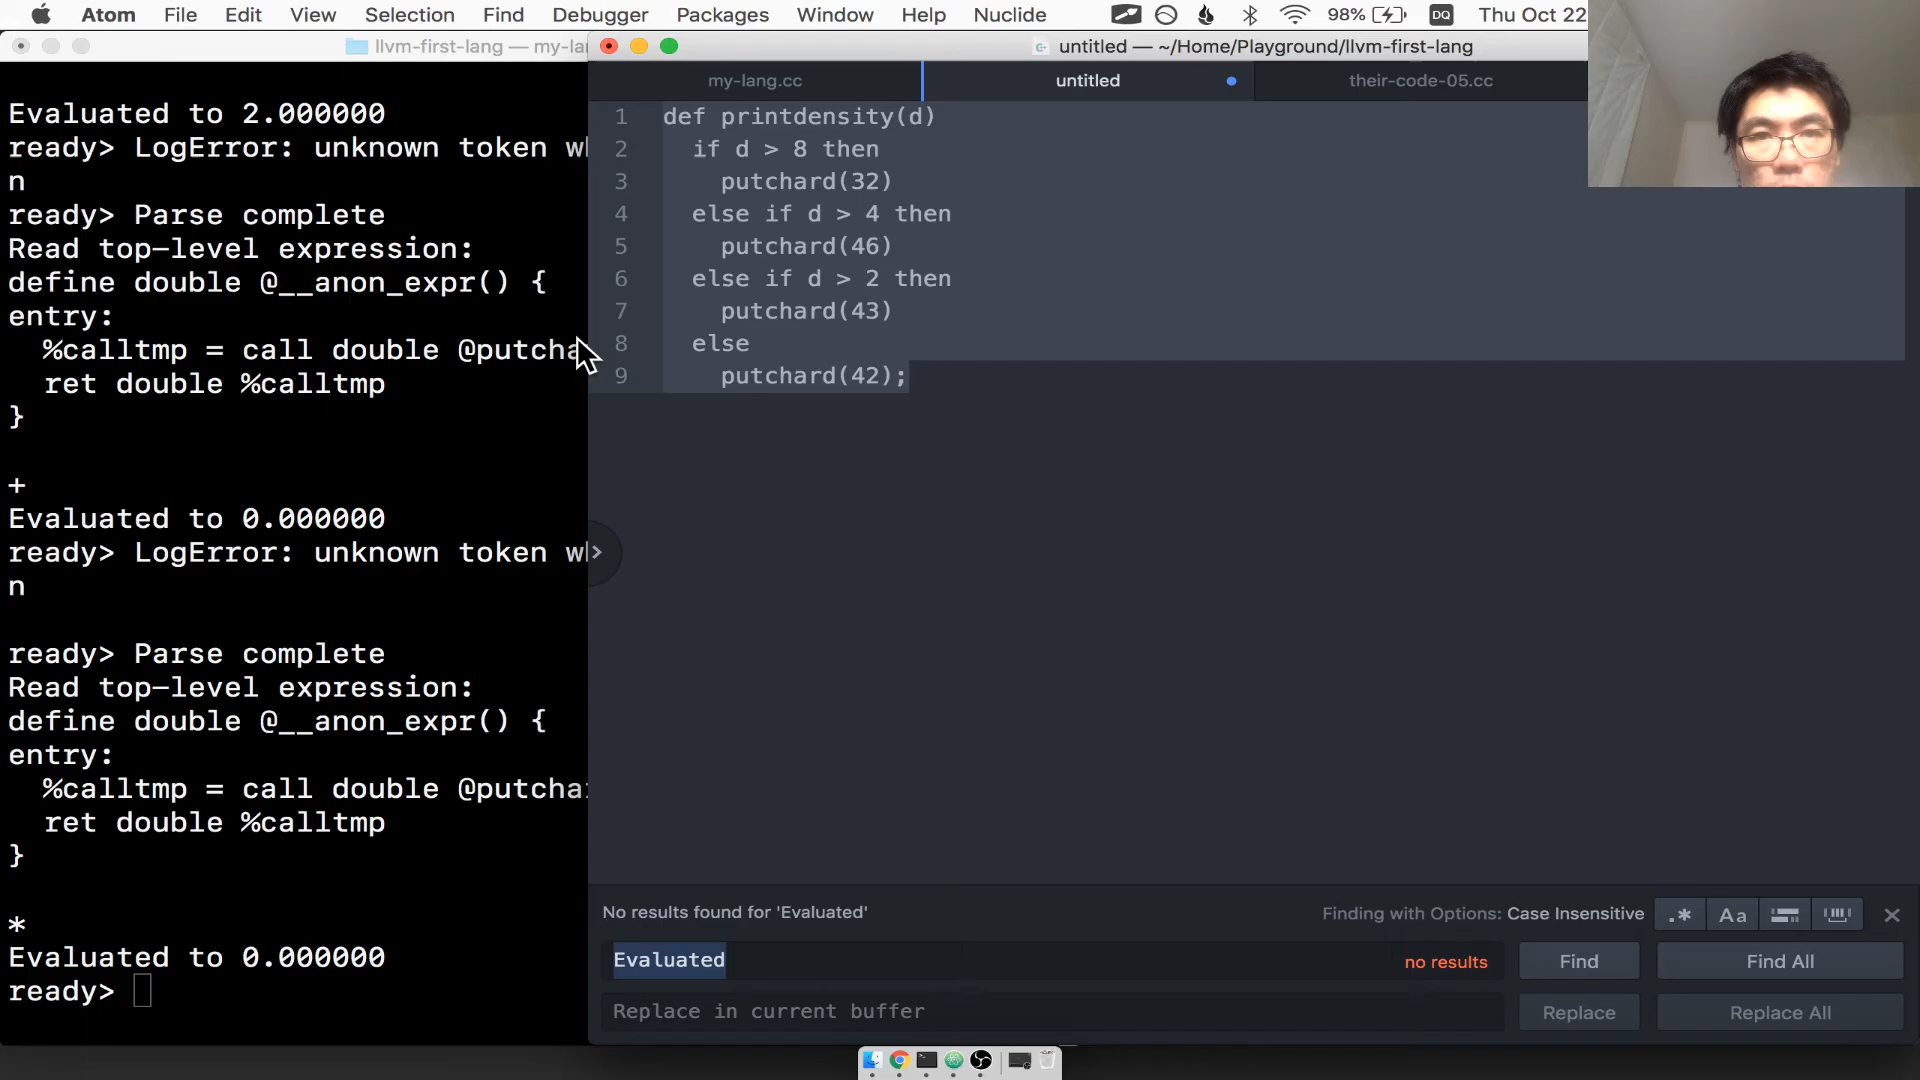 Atom File Edit View Selection Find Debugger Packages Window Help Nuclide 98% DQ Thu Oct 22
llvm-first-lang — my-la
Evaluated to 2.000000
ready> LogError: unknown token w
n
ready> Parse complete
Read top-level expression:
define double @__anon_expr() {
entry:
%calltmp = call double @putcha
ret double %calltmp
}
+
Evaluated to 0.000000
ready> LogError: unknown token w
n
ready> Parse complete
Read top-level expression:
define double @__anon_expr() {
entry:
%calltmp = call double @putcha
ret double %calltmp
}
*
Evaluated to 0.000000
ready>
untitled — ~/Home/Playground/llvm-first-lang
my-lang.cc untitled their-code-05.cc
1 def printdensity(d)
2 if d > 8 then
3 putchard(32)
4 else if d > 4 then
5 putchard(46)
6 else if d > 2 then
7 putchard(43)
8 else
9 putchard(42);
No results found for 'Evaluated' Finding with Options: Case Insensitive .* Aa
Evaluated no results Find Find All
Replace in current buffer Replace Replace All